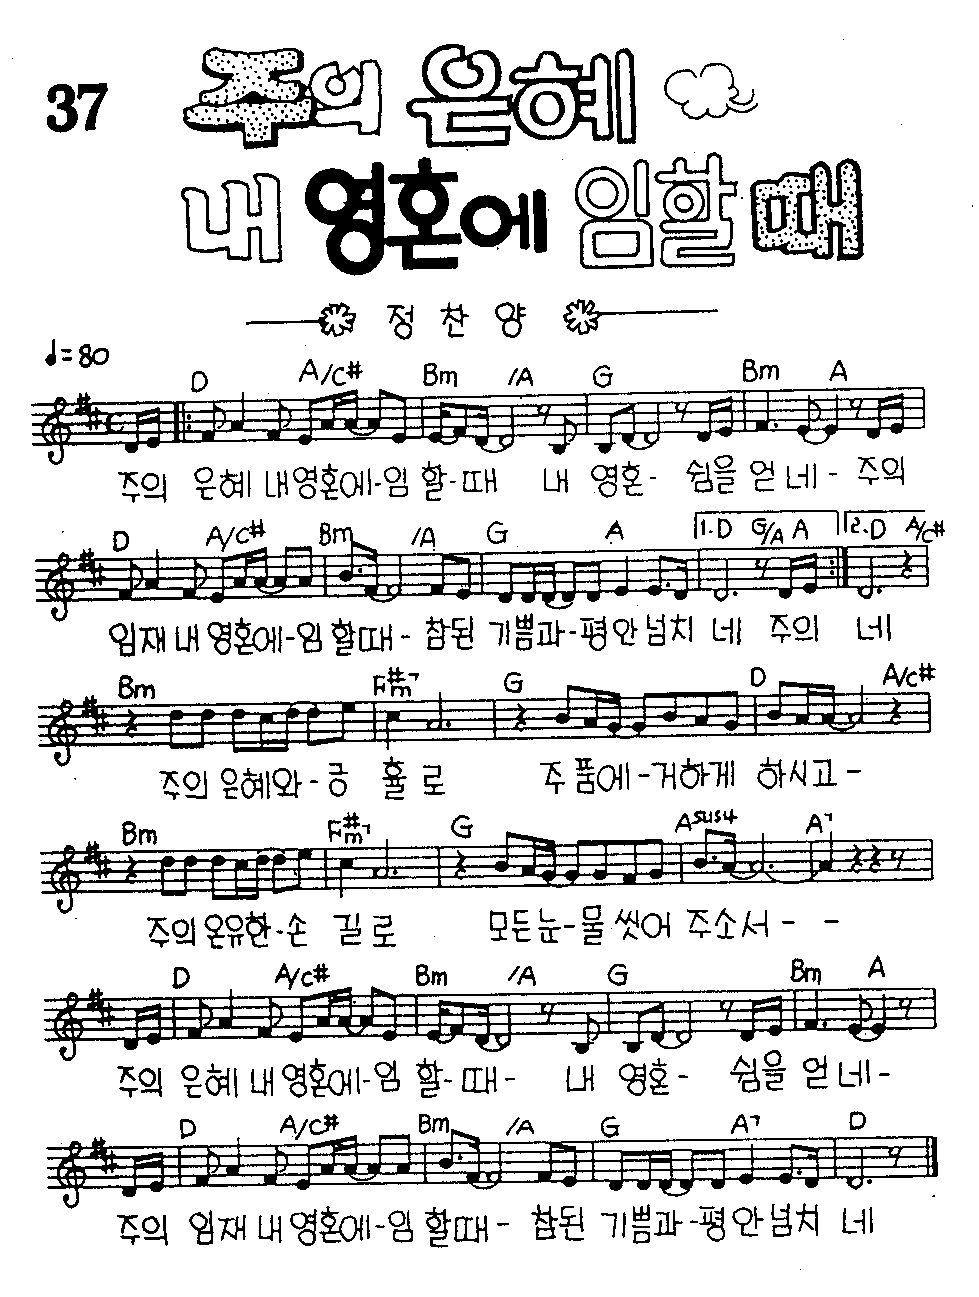 37
주의 은혜
내 영혼에 임할 때
정 찬 양
♩=80
D A/C# Bm /A G Bm A
주의 은혜 내영혼에-임 할-때 내 영혼- 쉼을 얻 네- 주의
D A/C# Bm /A G A 1.D G/A A 2.D A/C#
임재 내 영혼에-임 할때- 참된 기쁨과-평안 넘치 네 주의 네
Bm F#m7 G D A/C#
주의 은혜와-긍 휼 로 주 품에-거하게 하시고-
Bm F#m7 G Asus4 A7
주의 온유한-손 길 로 모든 눈-물 씻어 주소서- -
D A/C# Bm /A G Bm A
주의 은혜 내 영혼에-임 할-때- 내 영혼- 쉼을 얻 네-
D A/C# Bm /A G A7 D
주의 임재 내 영혼에-임 할때- 참된 기쁨과-평안 넘치 네